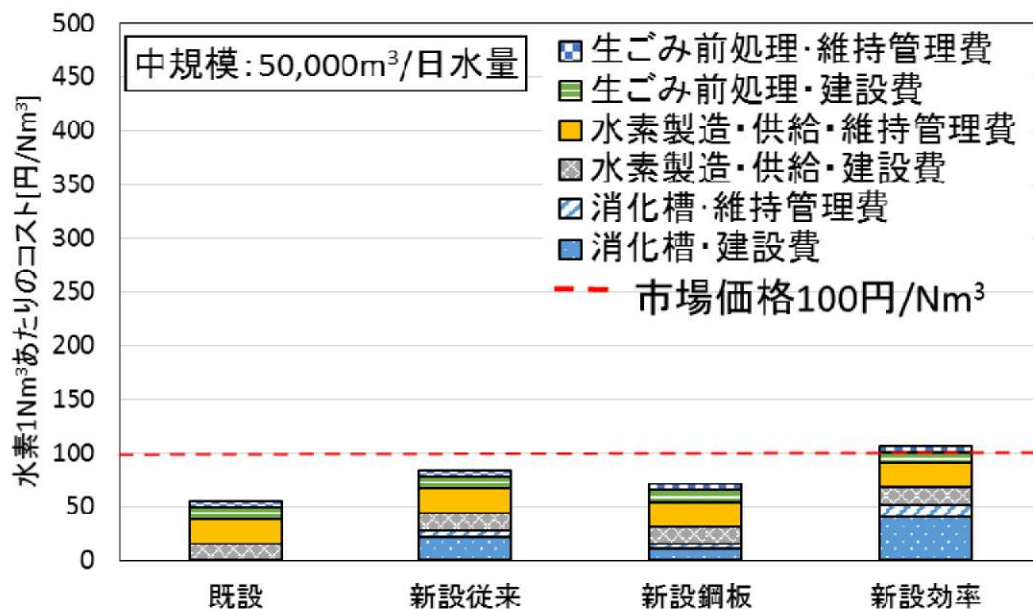 水素1Nm³あたりのコスト[円/Nm³]
500
450
400
350
300
250
200
150
100
50
0
中規模：50,000m³/日水量
生ごみ前処理・維持管理費
生ごみ前処理・建設費
水素製造・供給・維持管理費
水素製造・供給・建設費
消化槽・維持管理費
消化槽・建設費
市場価格100円/Nm³
既設
新設従来
新設鋼板
新設効率